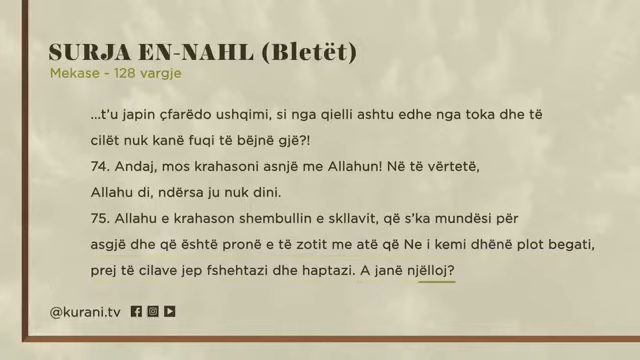 SURJA EN-NAHL (Bletët)
Mekase - 128 vargje
...t'u japin çfarëdo ushqimi, si nga qielli ashtu edhe nga toka dhe të
cilët nuk kanë fuqi të bëjnë gjë?!
74. Andaj, mos krahasoni asnjë me Allahun! Në të vërtetë,
Allahu di, ndërsa ju nuk dini.
75. Allahu e krahason shembullin e skllavit, që s'ka mundësi për
asgjë dhe që është pronë e të zotit me atë që Ne i kemi dhënë plot begati,
prej të cilave jep fshehtazi dhe haptazi. A janë njëlloj?
@kurani.tv